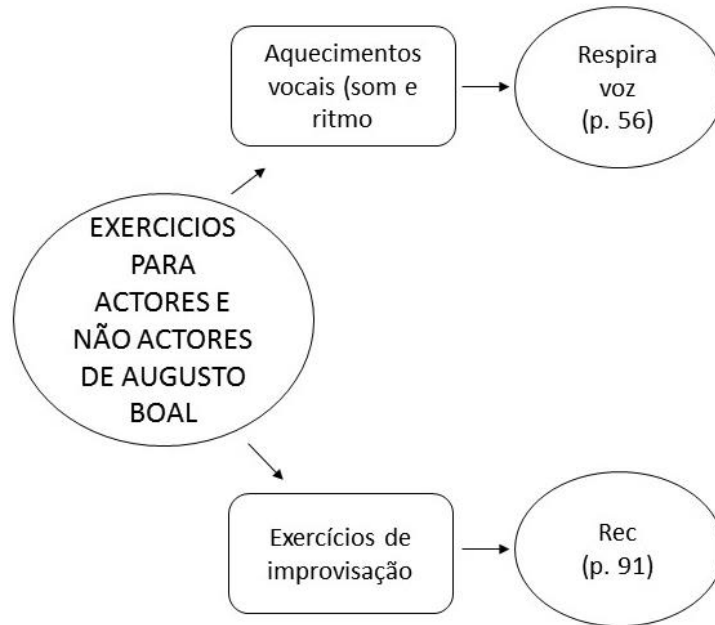 Aquecimentos
vocais (som e
ritmo
Respira
voz
(p. 56)
EXERCICIOS
PARA
ACTORES E
NÃO ACTORES
DE AUGUSTO
BOAL
Exercícios de
improvisação
Rec
(p. 91)